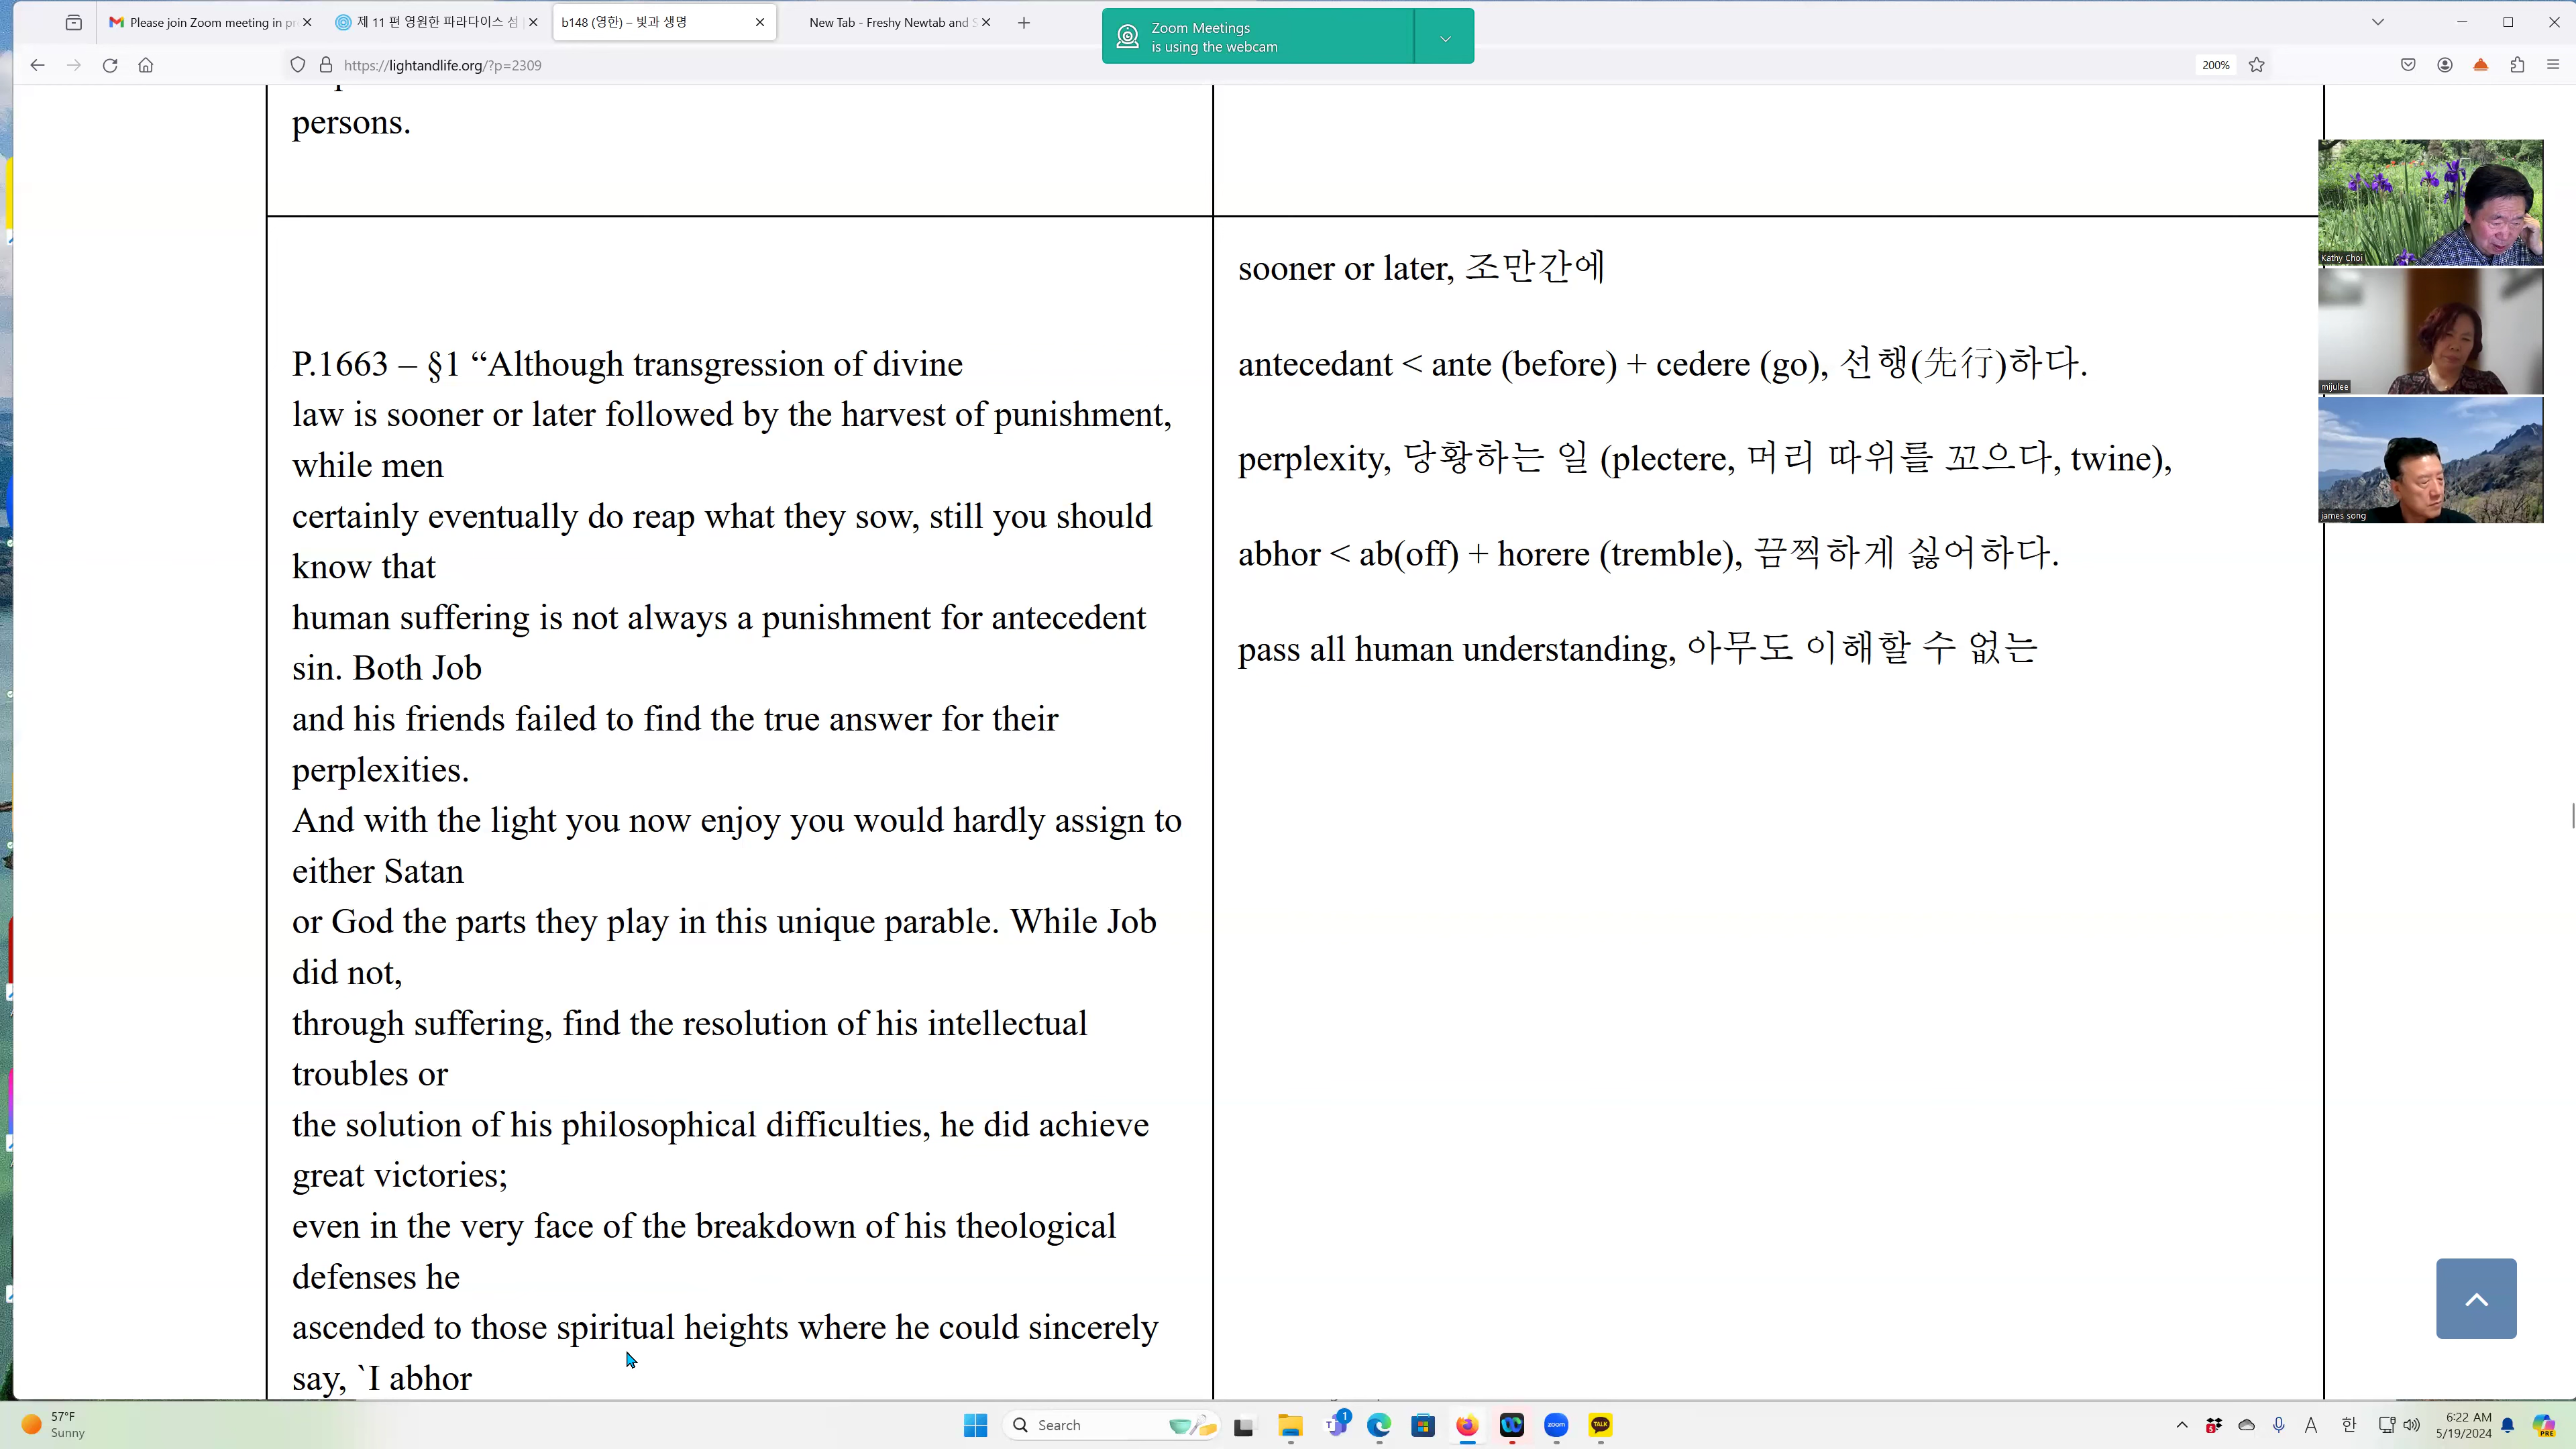 Please join Zoom meeting in pr
제 11 편 영원한 파라다이스 섬
b148 (영한) – 빛과 생명
New Tab - Freshy Newtab and S
Zoom Meetings
is using the webcam
https://lightandlife.org/?p=2309
200%
persons.
P.1663 – §1 “Although transgression of divine
law is sooner or later followed by the harvest of punishment,
while men
certainly eventually do reap what they sow, still you should
know that
human suffering is not always a punishment for antecedent
sin. Both Job
and his friends failed to find the true answer for their
perplexities.
And with the light you now enjoy you would hardly assign to
either Satan
or God the parts they play in this unique parable. While Job
did not,
through suffering, find the resolution of his intellectual
troubles or
the solution of his philosophical difficulties, he did achieve
great victories;
even in the very face of the breakdown of his theological
defenses he
ascended to those spiritual heights where he could sincerely
say, `I abhor
sooner or later, 조만간에
antecedant < ante (before) + cedere (go), 선행(先行)하다.
perplexity, 당황하는 일 (plectere, 머리 따위를 꼬으다, twine),
abhor < ab(off) + horere (tremble), 끔찍하게 싫어하다.
pass all human understanding, 아무도 이해할 수 없는
Kathy Choi
mijulee
james song
57°F
Sunny
Search
1
zoom
TALK
A
한
6:22 AM
5/19/2024
PRE